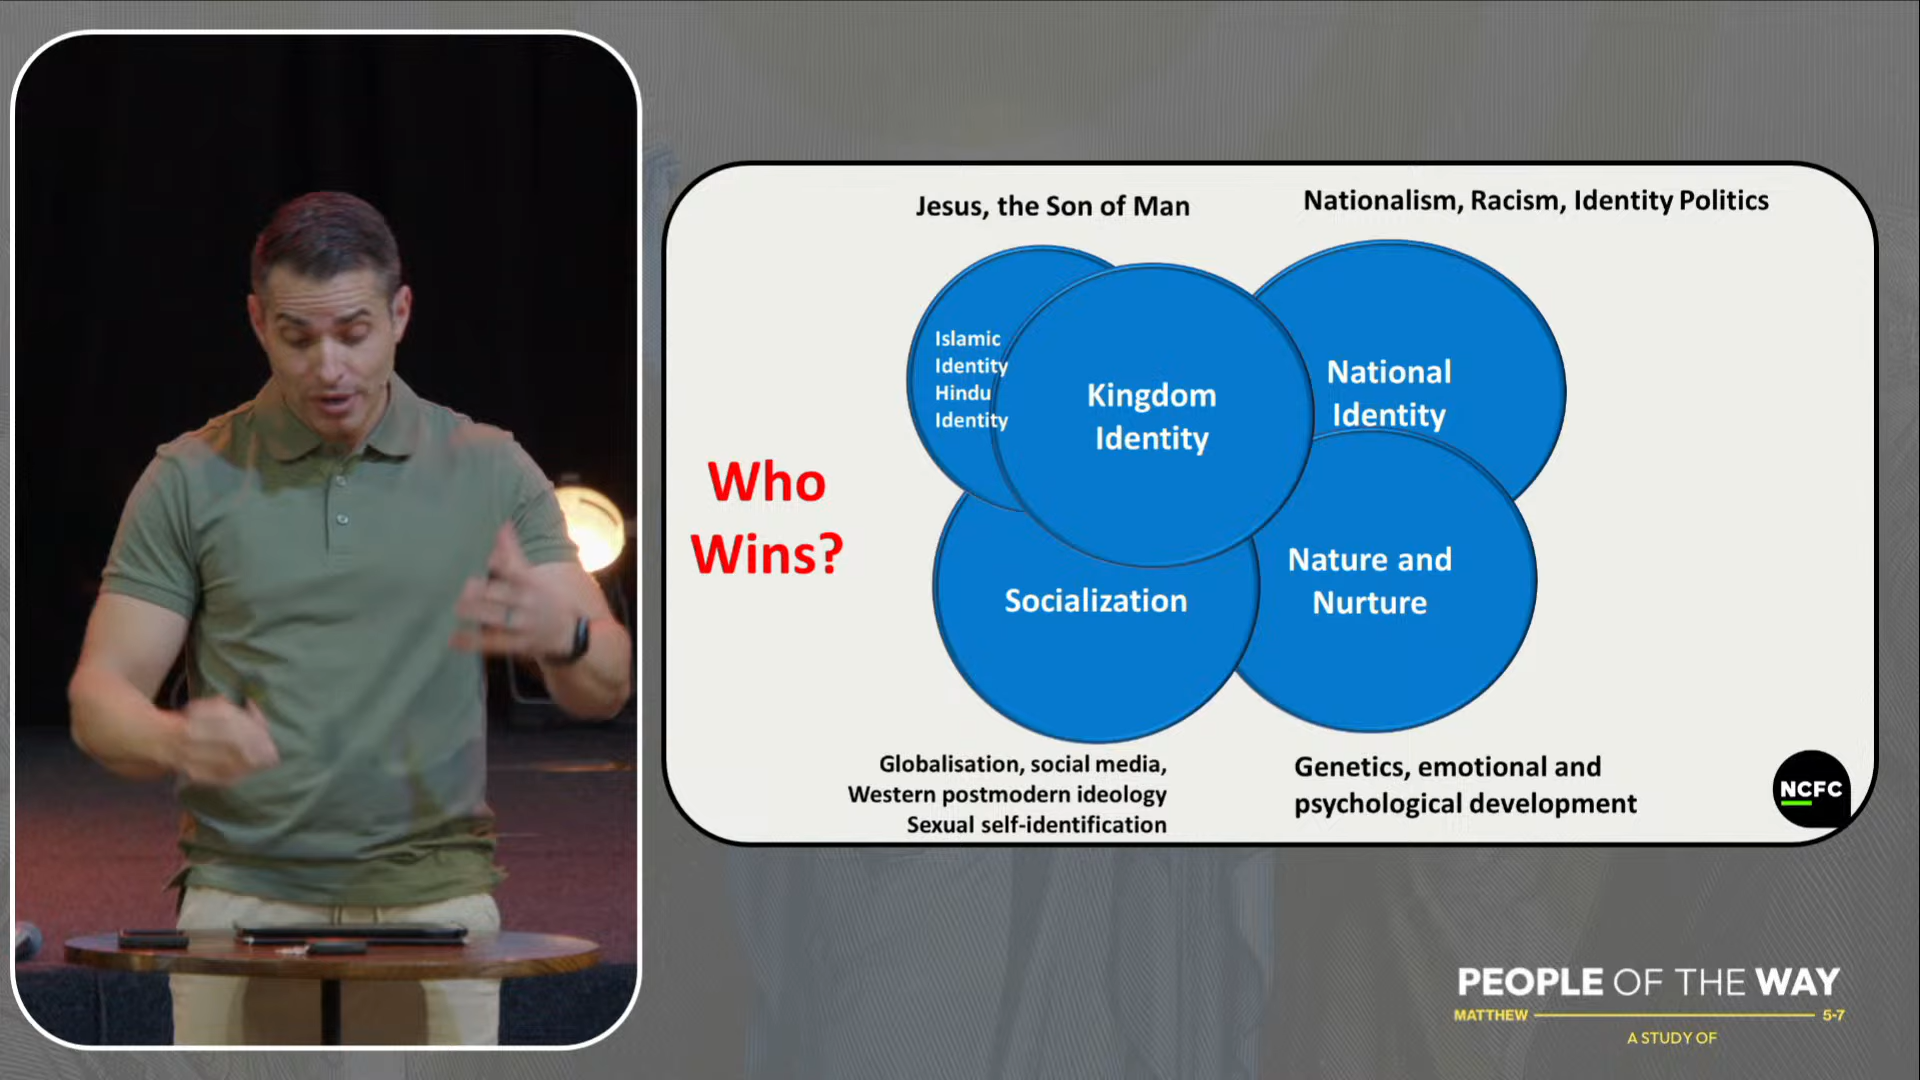 Jesus, the Son of Man
Nationalism, Racism, Identity Politics
Islamic
Identity
Hindu
Identity
Kingdom
Identity
National
Identity
Who
Wins?
Socialization
Nature and
Nurture
Globalisation, social media,
Western postmodern ideology
Sexual self-identification
Genetics, emotional and
psychological development
NCFC
PEOPLE OF THE WAY
MATTHEW 5-7
A STUDY OF